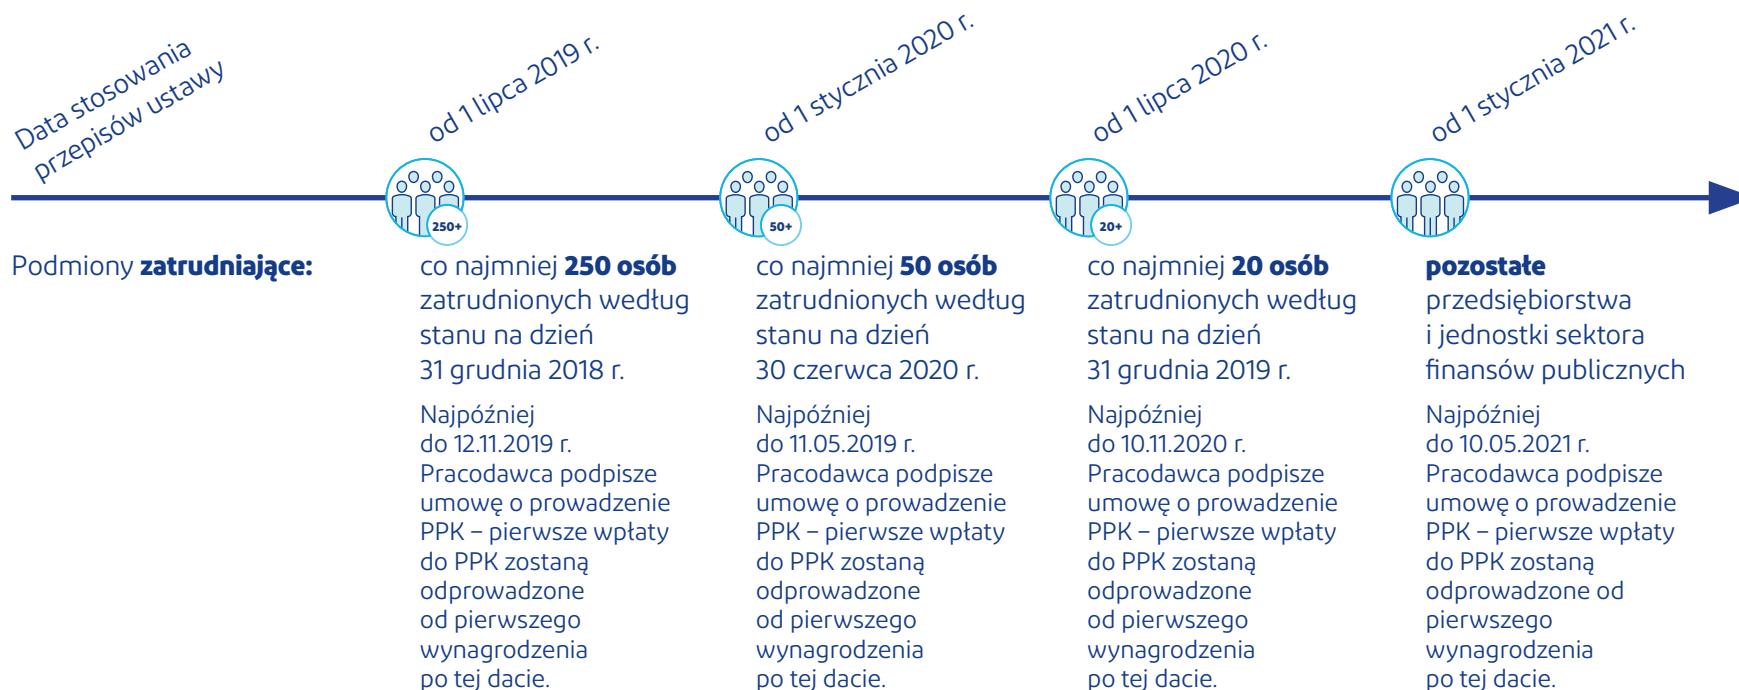 Data stosowania
przepisów ustawy
od 1 lipca 2019 r.
od 1 stycznia 2020 r.
od 1 lipca 2020 r.
od 1 stycznia 2021 r.
250+
50+
20+
Podmiony zatrudniające:
co najmniej 250 osób
zatrudnionych według
stanu na dzień
31 grudnia 2018 r.
Najpóźniej
do 12.11.2019 r.
Pracodawca podpisze
umowę o prowadzenie
PPK – pierwsze wpłaty
do PPK zostaną
odprowadzone
od pierwszego
wynagrodzenia
po tej dacie.
co najmniej 50 osób
zatrudnionych według
stanu na dzień
30 czerwca 2020 r.
Najpóźniej
do 11.05.2019 r.
Pracodawca podpisze
umowę o prowadzenie
PPK – pierwsze wpłaty
do PPK zostaną
odprowadzone
od pierwszego
wynagrodzenia
po tej dacie.
co najmniej 20 osób
zatrudnionych według
stanu na dzień
31 grudnia 2019 r.
Najpóźniej
do 10.11.2020 r.
Pracodawca podpisze
umowę o prowadzenie
PPK – pierwsze wpłaty
do PPK zostaną
odprowadzone
od pierwszego
wynagrodzenia
po tej dacie.
pozostałe
przedsiębiorstwa
i jednostki sektora
finansów publicznych
Najpóźniej
do 10.05.2021 r.
Pracodawca podpisze
umowę o prowadzenie
PPK – pierwsze wpłaty
do PPK zostaną
odprowadzone od
pierwszego
wynagrodzenia
po tej dacie.